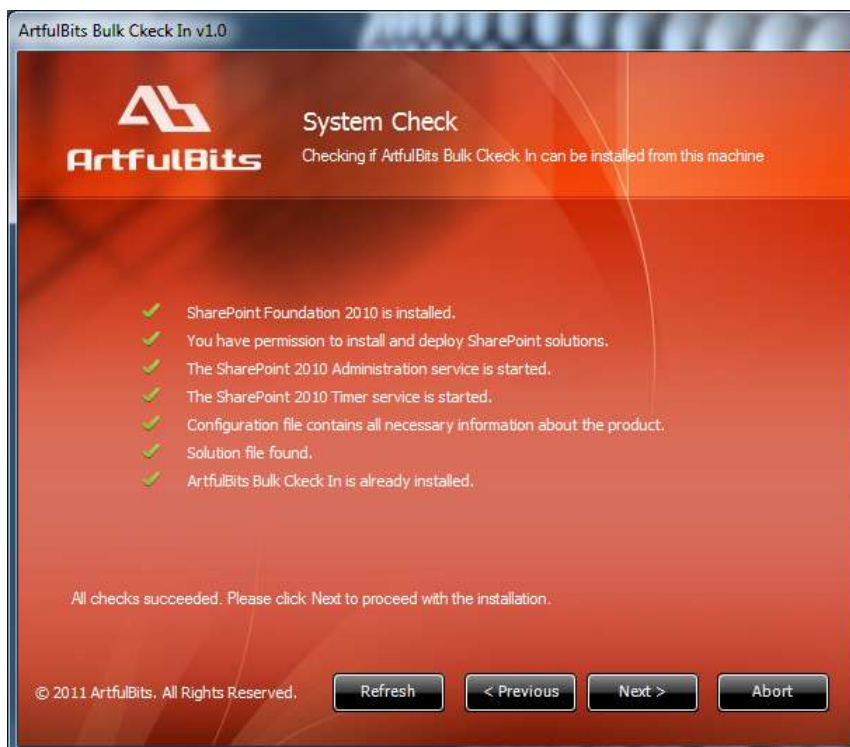 ArtfulBits Bulk Ckeck In v1.0
ArtfulBits
System Check
Checking if ArtfulBits Bulk Ckeck In can be installed from this machine
SharePoint Foundation 2010 is installed.
You have permission to install and deploy SharePoint solutions.
The SharePoint 2010 Administration service is started.
The SharePoint 2010 Timer service is started.
Configuration file contains all necessary information about the product.
Solution file found.
ArtfulBits Bulk Ckeck In is already installed.
All checks succeeded. Please click Next to proceed with the installation.
© 2011 ArtfulBits. All Rights Reserved.
Refresh
< Previous
Next >
Abort